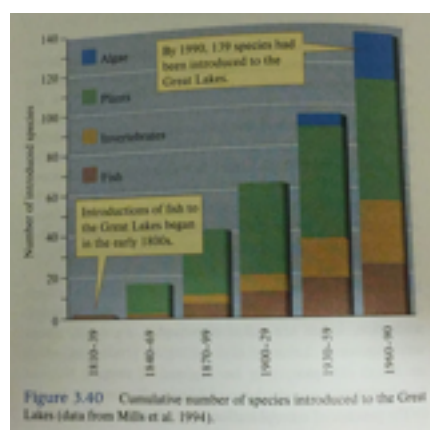 140
120
100
80
60
40
20
0
Number of introduced species
Algae
Plants
Invertebrates
Fish
By 1990, 139 species had
been introduced to the
Great Lakes.
Introductions of fish to
the Great Lakes began
in the early 1800s.
1810–39
1840–69
1870–99
1900–29
1930–59
1960–90
Figure 3.40 Cumulative number of species introduced to the Great
Lakes (data from Mills et al. 1994).